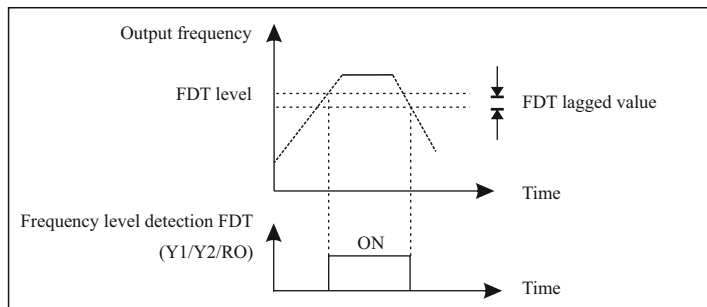 Output frequency
FDT level
FDT lagged value
Time
Frequency level detection FDT
(Y1/Y2/RO)
ON
Time